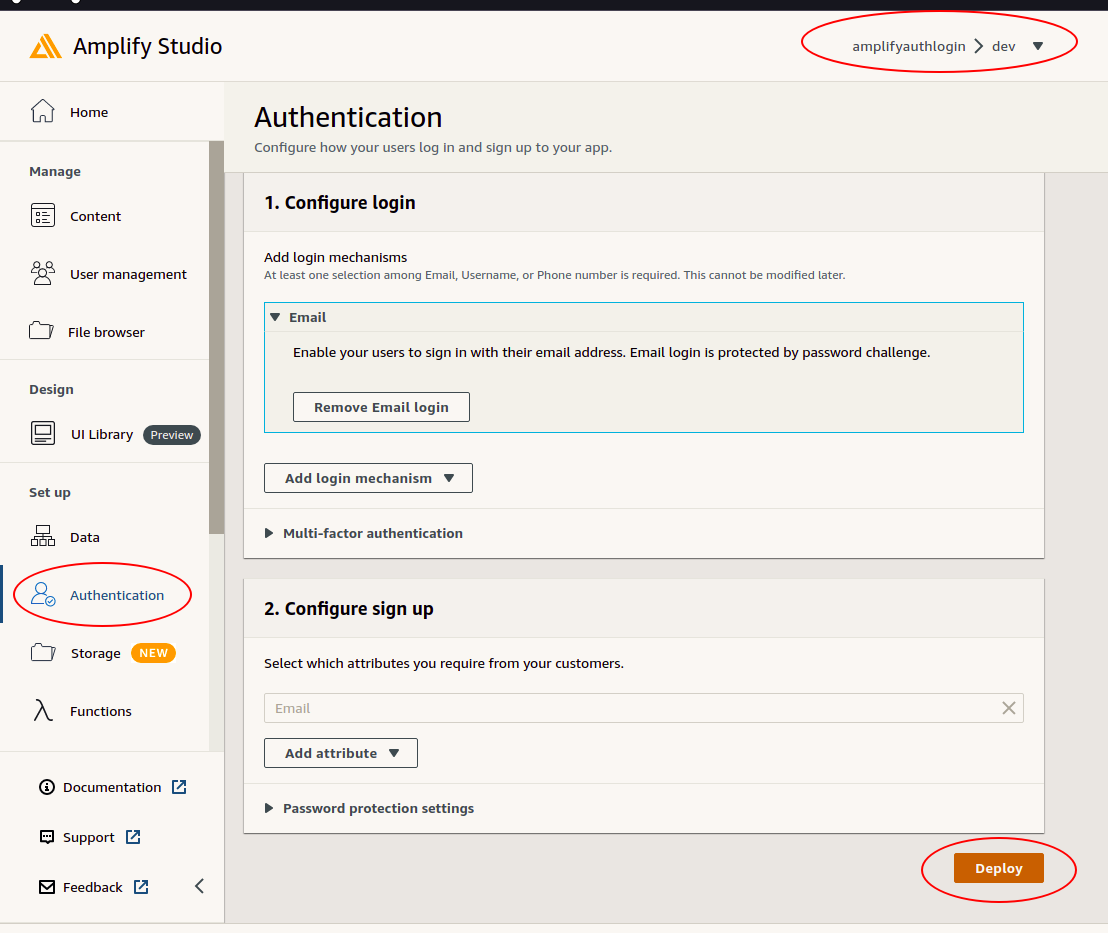 Amplify Studio
amplifyauthlogin
dev
Home
Manage
Content
User management
File browser
Design
UI Library Preview
Set up
Data
Authentication
Storage NEW
Functions
Documentation
Support
Feedback
Authentication
Configure how your users log in and sign up to your app.
1. Configure login
Add login mechanisms
At least one selection among Email, Username, or Phone number is required. This cannot be modified later.
Email
Enable your users to sign in with their email address. Email login is protected by password challenge.
Remove Email login
Add login mechanism
Multi-factor authentication
2. Configure sign up
Select which attributes you require from your customers.
Email
Add attribute
Password protection settings
Deploy